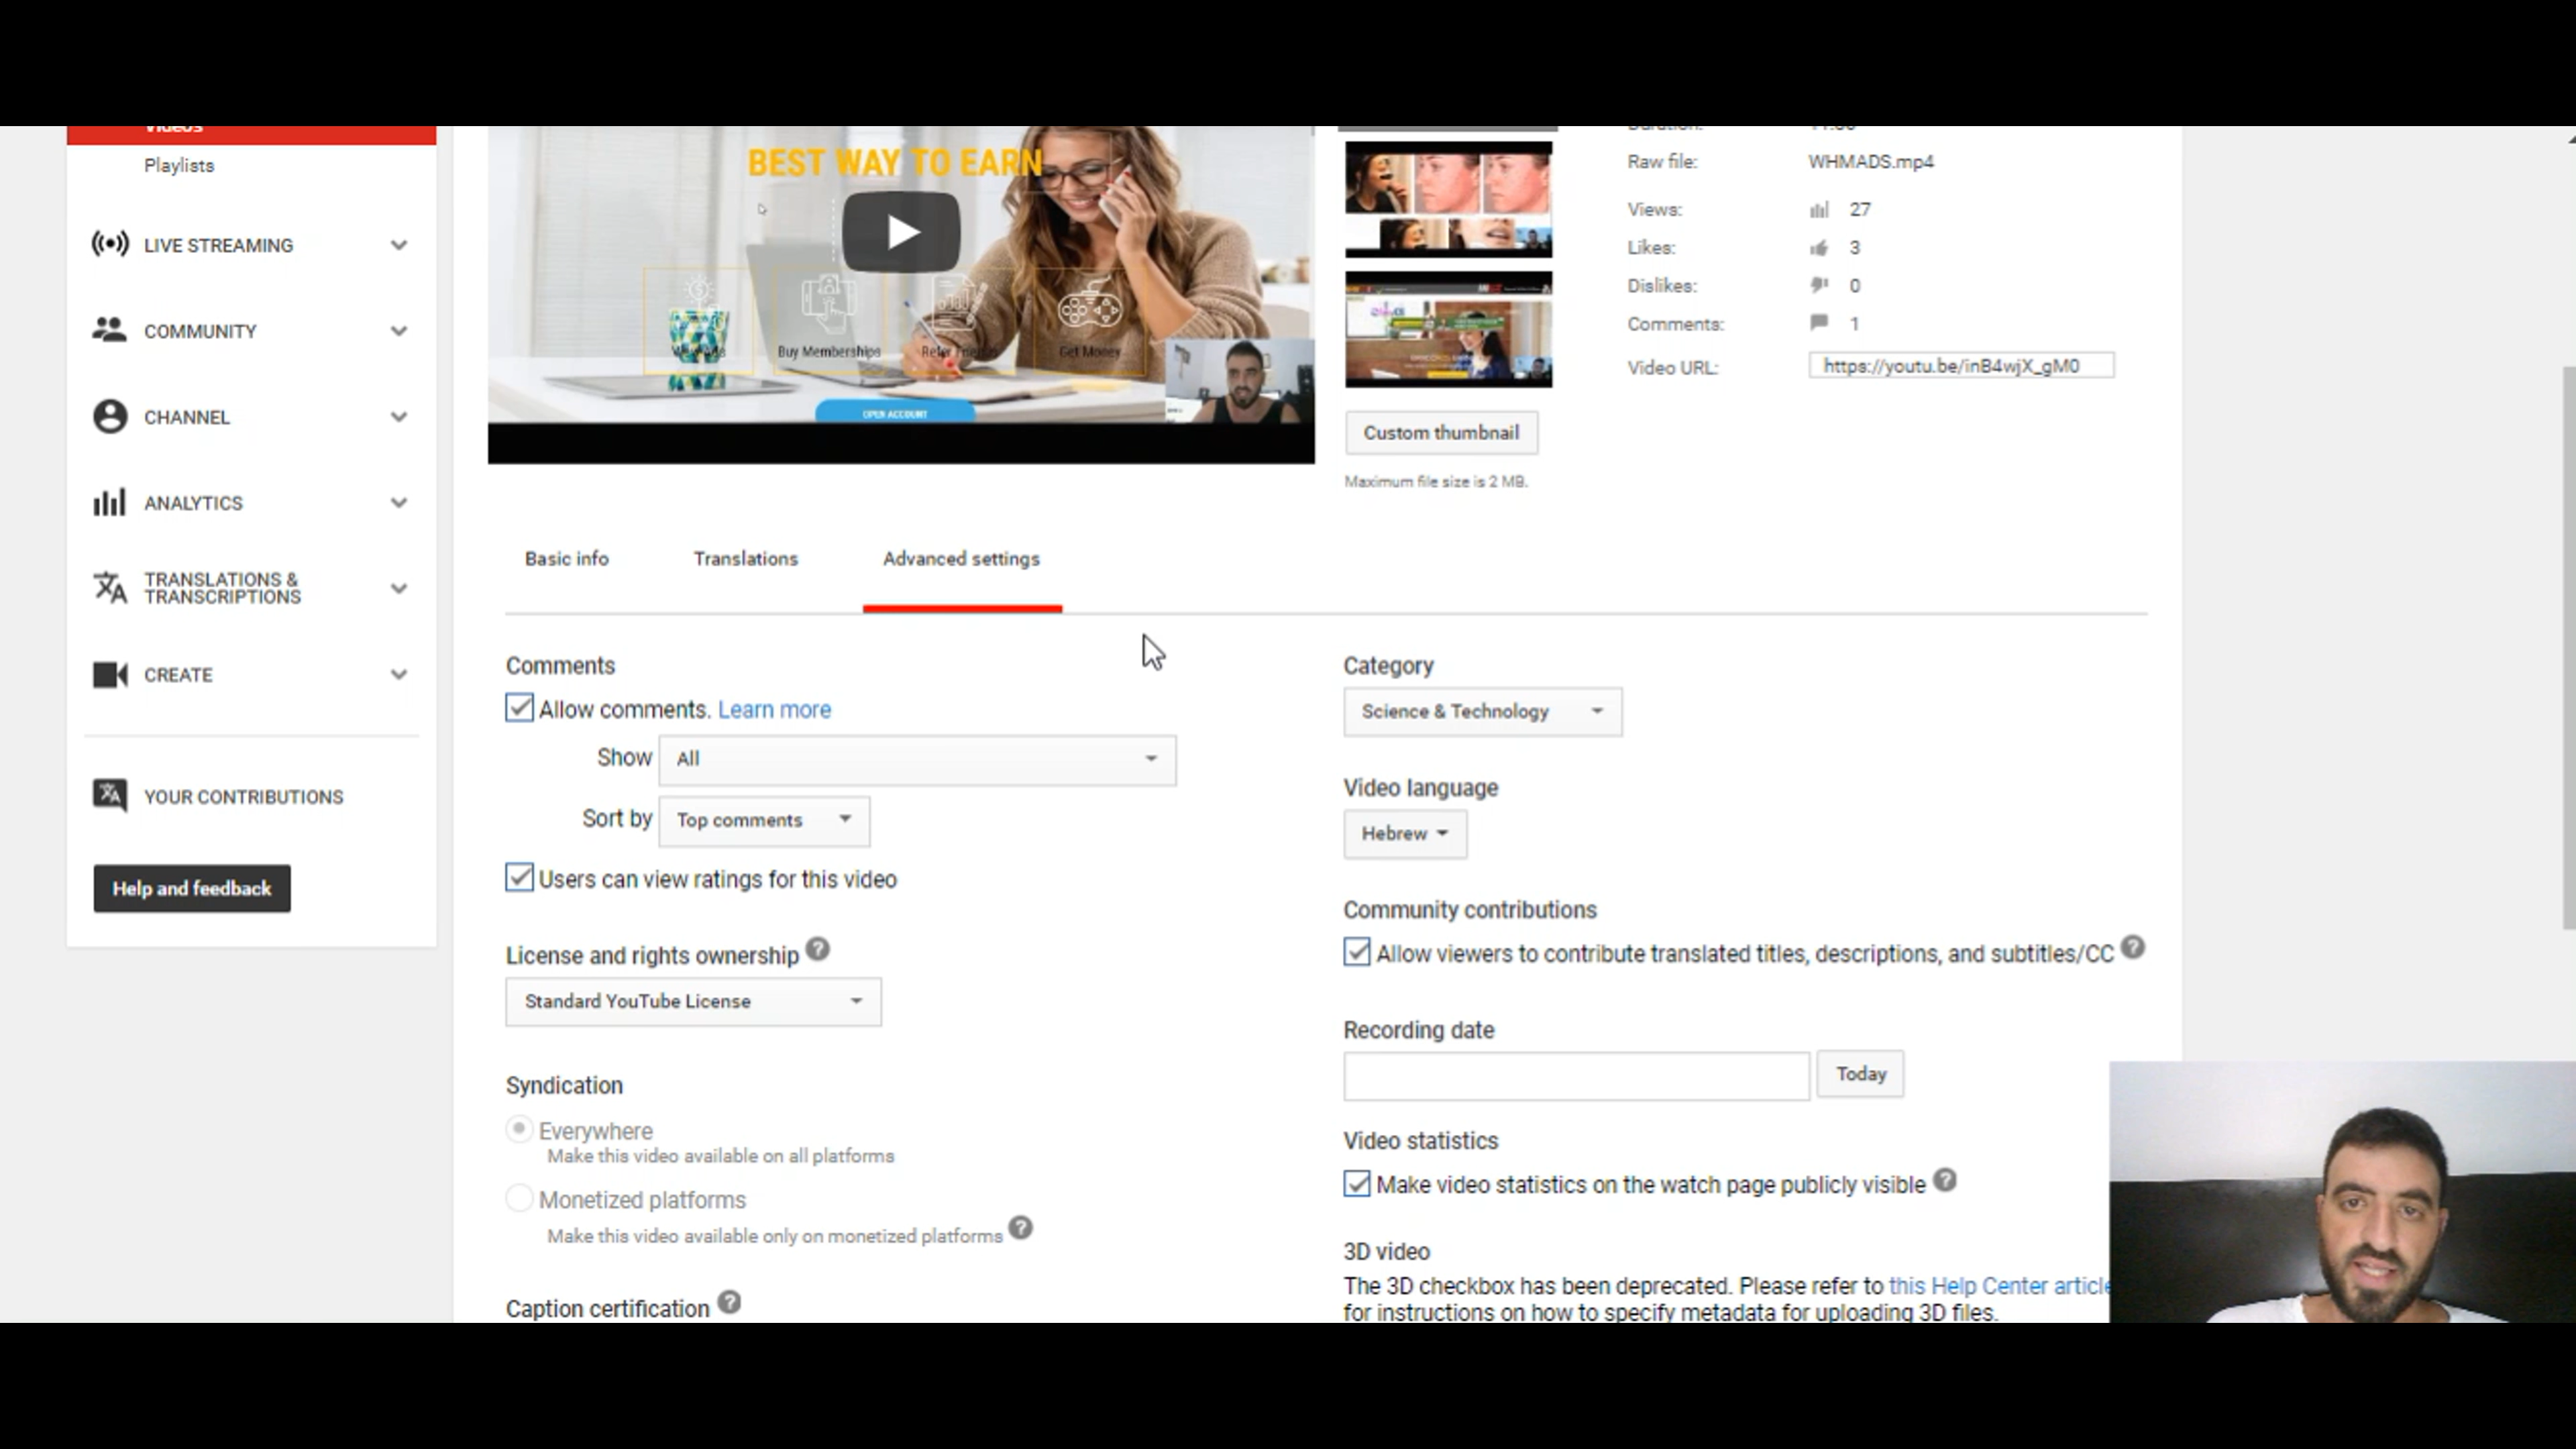 Videos
Playlists
LIVE STREAMING
COMMUNITY
CHANNEL
ANALYTICS
TRANSLATIONS &
TRANSCRIPTIONS
CREATE
YOUR CONTRIBUTIONS
Help and feedback
BEST WAY TO EARN
View Ads
Buy Memberships
Refer Friends
Get Money
OPEN ACCOUNT
Custom thumbnail
Maximum file size is 2 MB.
Duration:
Raw file: WHMADS.mp4
Views: 27
Likes: 3
Dislikes: 0
Comments: 1
Video URL: https://youtu.be/inB4wjX_gM0
Basic info Translations Advanced settings
Comments
Allow comments. Learn more
Show All
Sort by Top comments
Users can view ratings for this video
License and rights ownership ?
Standard YouTube License
Syndication
Everywhere
Make this video available on all platforms
Monetized platforms
Make this video available only on monetized platforms ?
Caption certification ?
Category
Science & Technology
Video language
Hebrew
Community contributions
Allow viewers to contribute translated titles, descriptions, and subtitles/CC ?
Recording date
Today
Video statistics
Make video statistics on the watch page publicly visible ?
3D video
The 3D checkbox has been deprecated. Please refer to this Help Center article
for instructions on how to specify metadata for uploading 3D files.